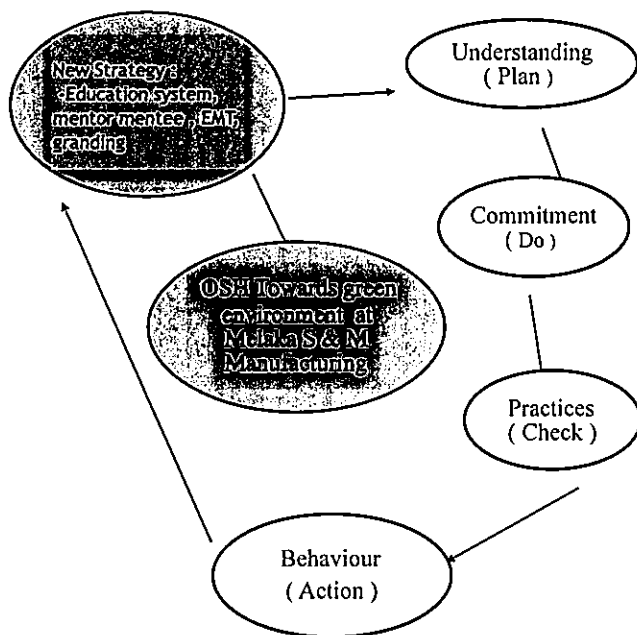 New Strategy :
-Education system,
mentor mentee , EMT,
granding
Understanding
( Plan )
Commitment
( Do )
OSH Towards green
environment at
Melaka S & M
Manufacturing
Practices
( Check )
Behaviour
( Action )